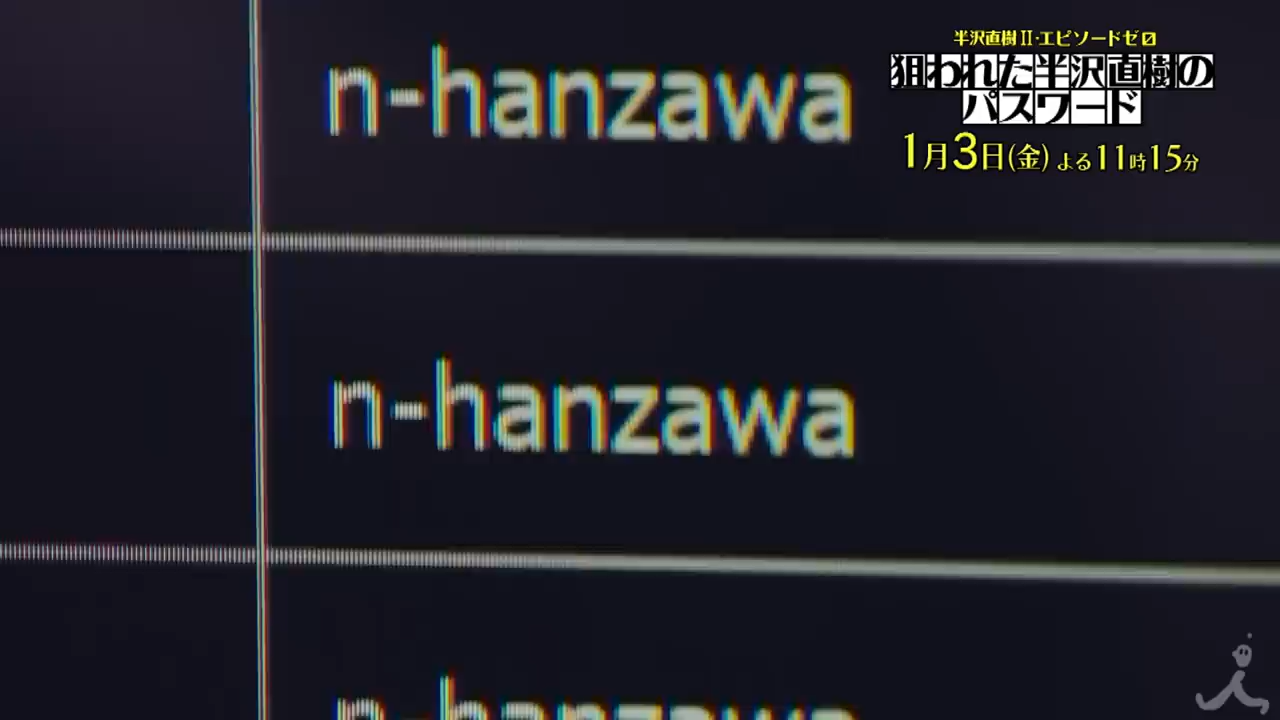 半沢直樹Ⅱ・エピソードゼロ
狙われた半沢直樹の
パスワード
1月3日(金)よる11時15分
n-hanzawa
n-hanzawa
n-hanzawa